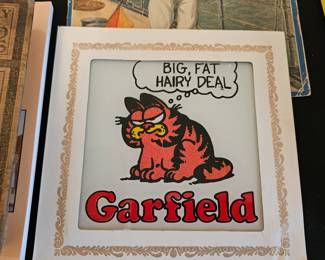 BIG, FAT
HAIRY DEAL
Garfield